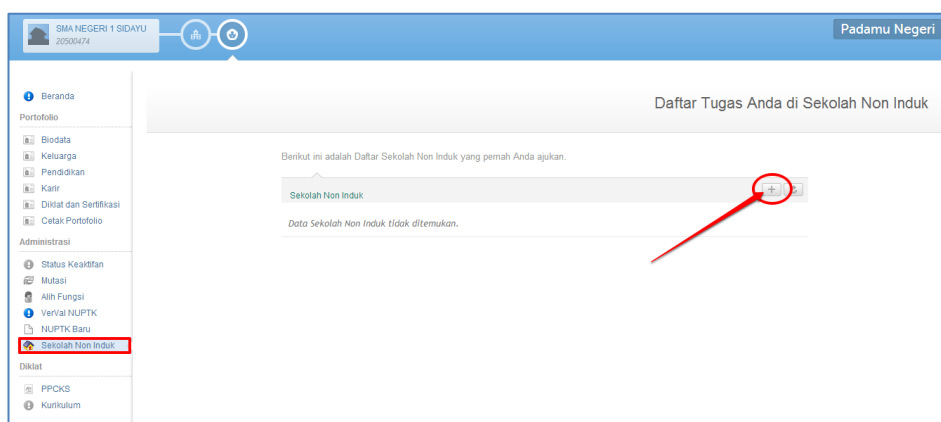 SMA NEGERI 1 SIDAYU
20500474
Padamu Negeri
Beranda
Portofolio
Biodata
Keluarga
Pendidikan
Karir
Diklat dan Sertifikasi
Cetak Portofolio
Administrasi
Status Keaktifan
Mutasi
Alih Fungsi
VerVal NUPTK
NUPTK Baru
Sekolah Non Induk
Diklat
PPCKS
Kurikulum
Daftar Tugas Anda di Sekolah Non Induk
Berikut ini adalah Daftar Sekolah Non Induk yang pernah Anda ajukan.
Sekolah Non Induk
Data Sekolah Non Induk tidak ditemukan.